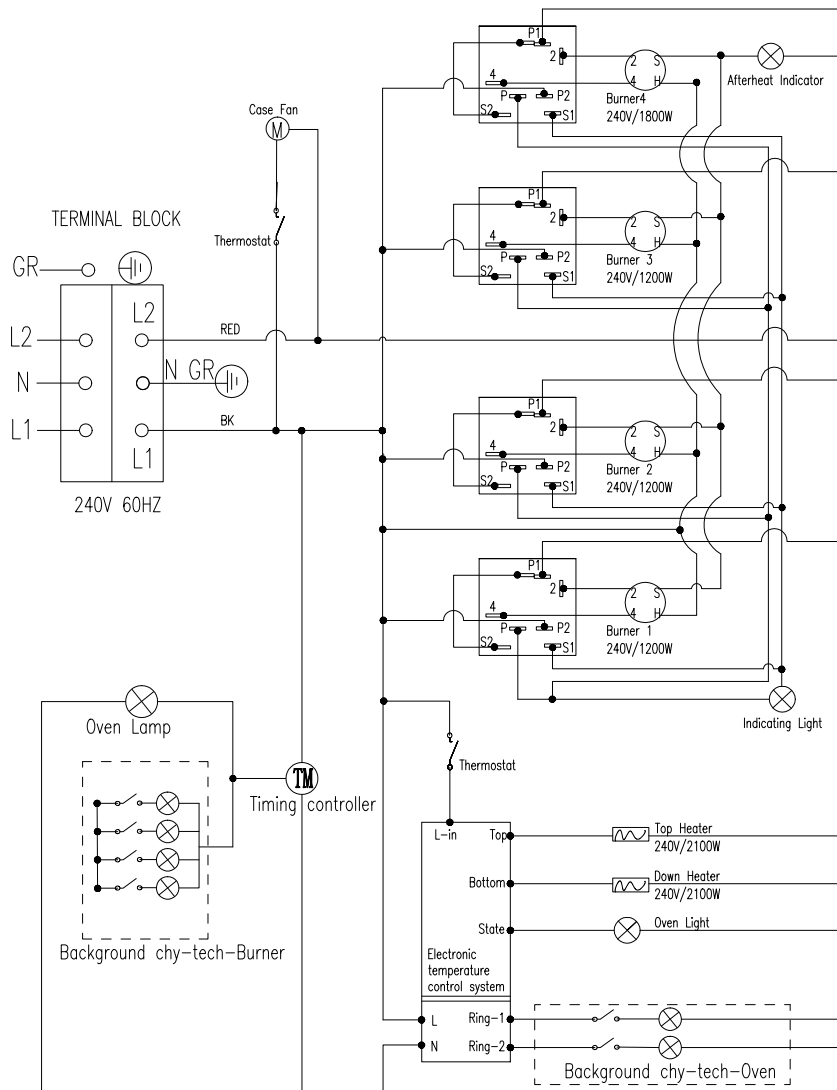 P1
2
4
P
P2
S2
S1
2
S
4
H
Burner4
240V/1800W
Afterheat Indicator
Case Fan
M
Thermostat
TERMINAL BLOCK
GR
L2
L2
RED
N
N GR
L1
BK
L1
240V 60HZ
P1
2
4
P
P2
S2
S1
2
S
4
H
Burner 3
240V/1200W
P1
2
4
P
P2
S2
S1
2
S
4
H
Burner 2
240V/1200W
P1
2
4
P
P2
S2
S1
2
S
4
H
Burner 1
240V/1200W
Indicating Light
Oven Lamp
TM
Timing controller
Background chy-tech-Burner
Thermostat
L-in
Top
Top Heater
240V/2100W
Bottom
Down Heater
240V/2100W
State
Oven Light
Electronic
temperature
control system
L
Ring-1
N
Ring-2
Background chy-tech-Oven